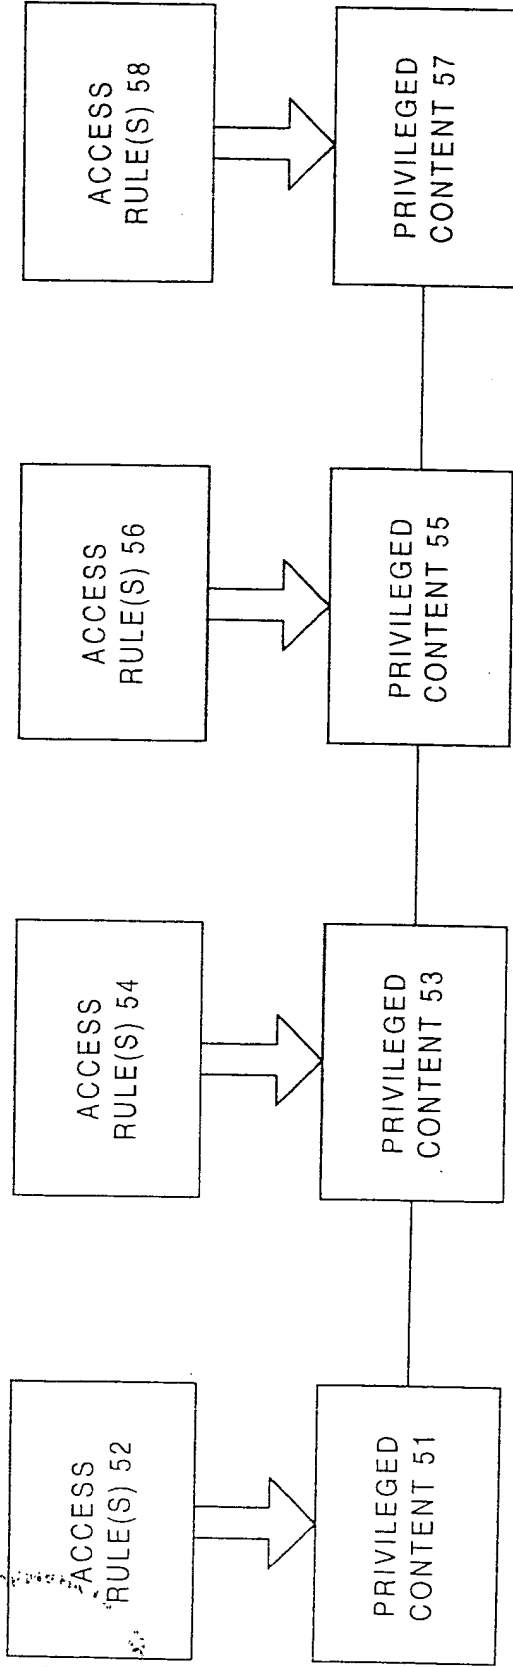 ACCESS
RULE(S) 52
ACCESS
RULE(S) 54
ACCESS
RULE(S) 56
ACCESS
RULE(S) 58
PRIVILEGED
CONTENT 51
PRIVILEGED
CONTENT 53
PRIVILEGED
CONTENT 55
PRIVILEGED
CONTENT 57